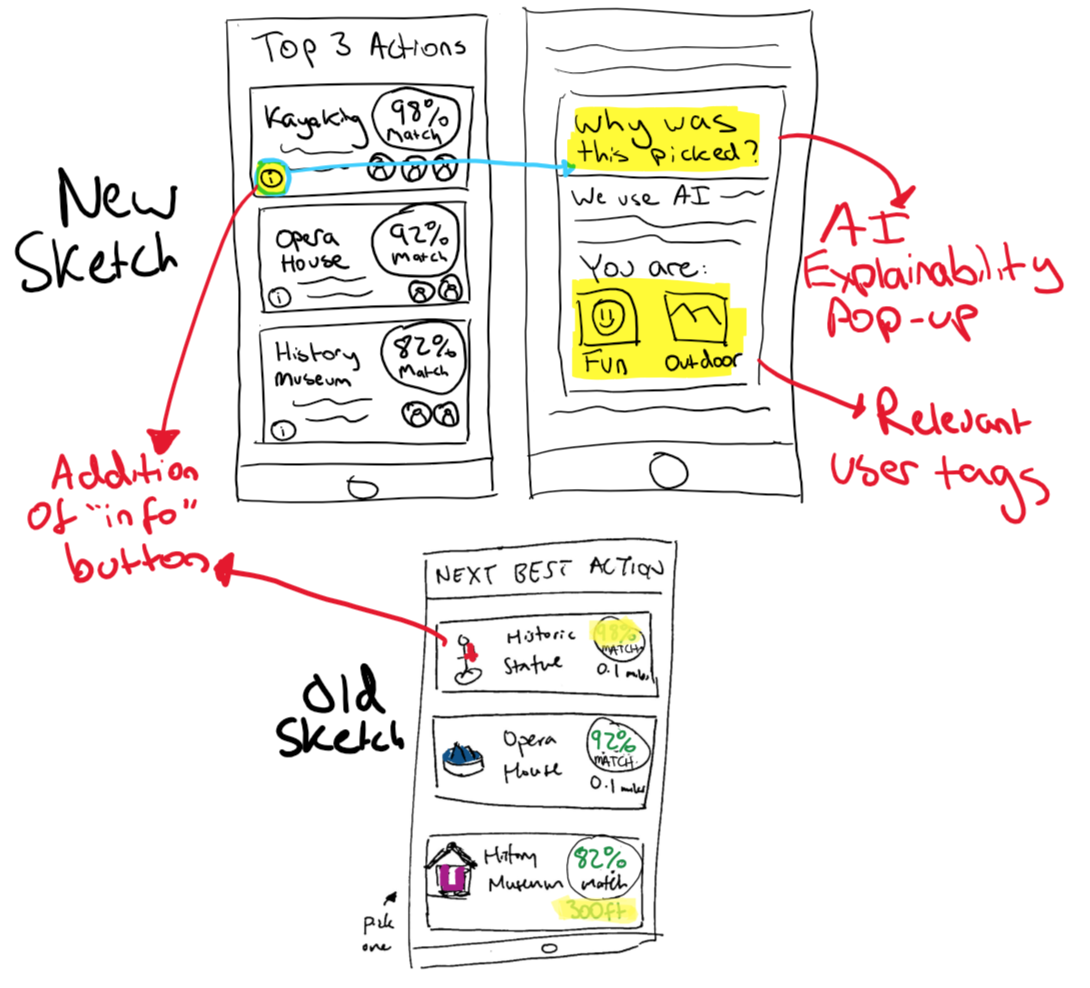 New
Sketch
Top 3 Actions
Kayaking
98%
Match
i
Opera
House
92%
Match
i
History
Museum
82%
Match
i
Why was
this picked?
We use AI
You are:
Fun
Outdoor
AI
Explainability
Pop-up
Relevant
user tags
Addition
Of "info"
button
Old
Sketch
NEXT BEST ACTION
Historic
Statue
98%
MATCH
0.1 miles
Opera
House
92%
MATCH
0.1 miles
History
Museum
82%
Match
300ft
pick
one